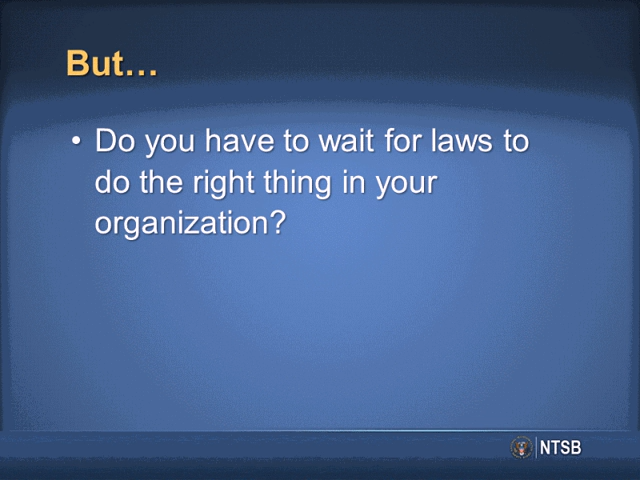 But…
• Do you have to wait for laws to
do the right thing in your
organization?
NTSB